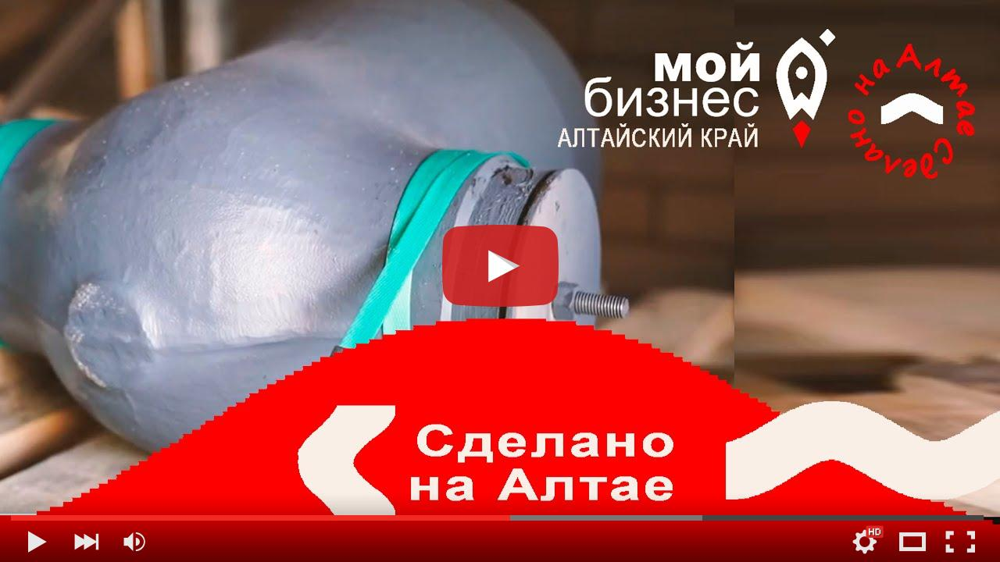 мой
бизнес
АЛТАЙСКИЙ КРАЙ
Сделано на Алтае
Сделано
на Алтае
HD